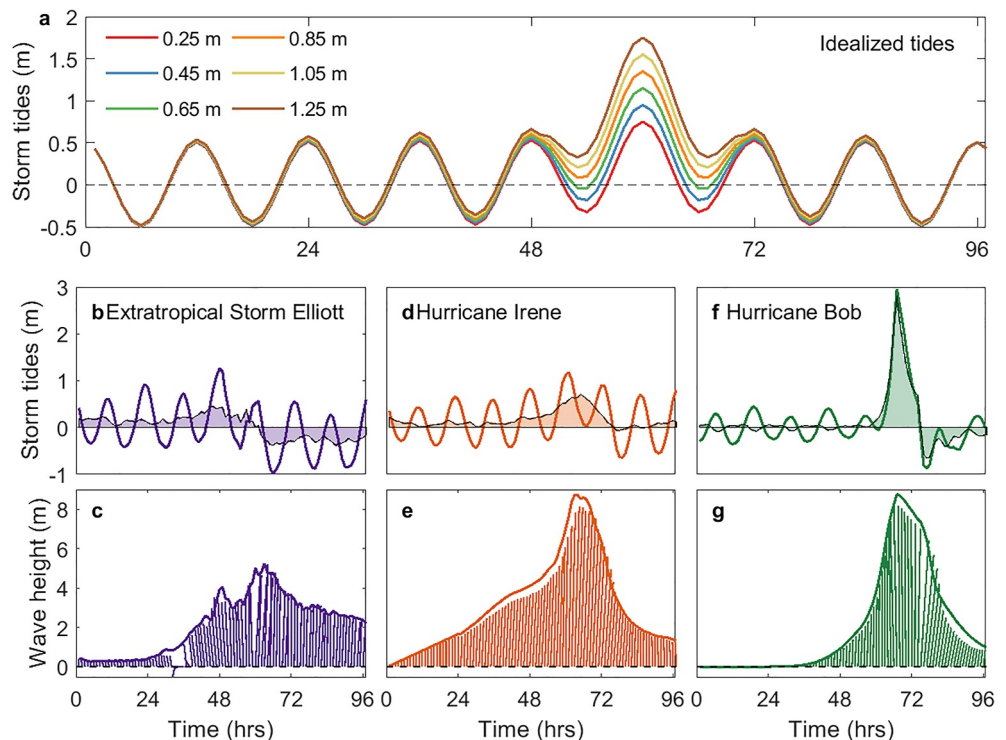 a
Storm tides (m)
2
1.5
1
0.5
0
-0.5
0.25 m 0.85 m
0.45 m 1.05 m
0.65 m 1.25 m
Idealized tides
0 24 48 72 96
b Extratropical Storm Elliott
d Hurricane Irene
f Hurricane Bob
Storm tides (m)
3
2
1
0
-1
c
e
g
Wave height (m)
8
6
4
2
0
0 24 48 72 96
0 24 48 72 96
0 24 48 72 96
Time (hrs)
Time (hrs)
Time (hrs)